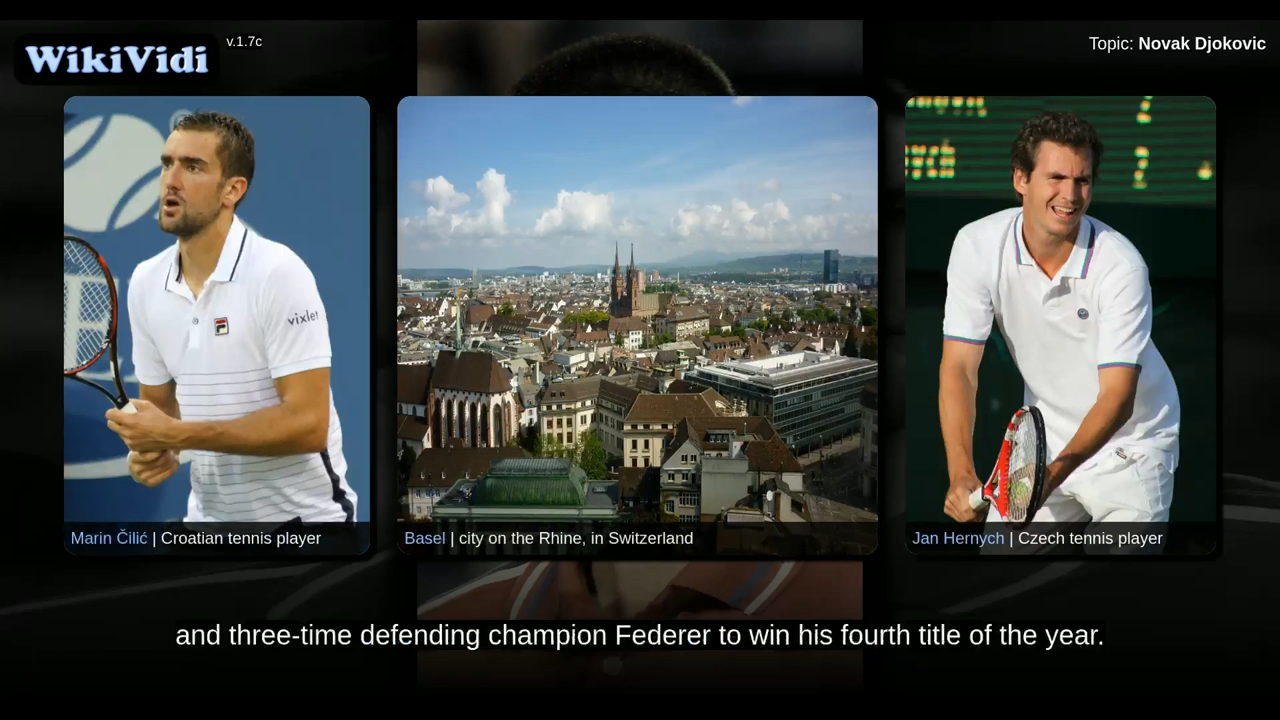 WikiVidi
v.1.7c
Topic: Novak Djokovic
vixlet
F
Marin Čilić | Croatian tennis player
Basel | city on the Rhine, in Switzerland
Jan Hernych | Czech tennis player
and three-time defending champion Federer to win his fourth title of the year.